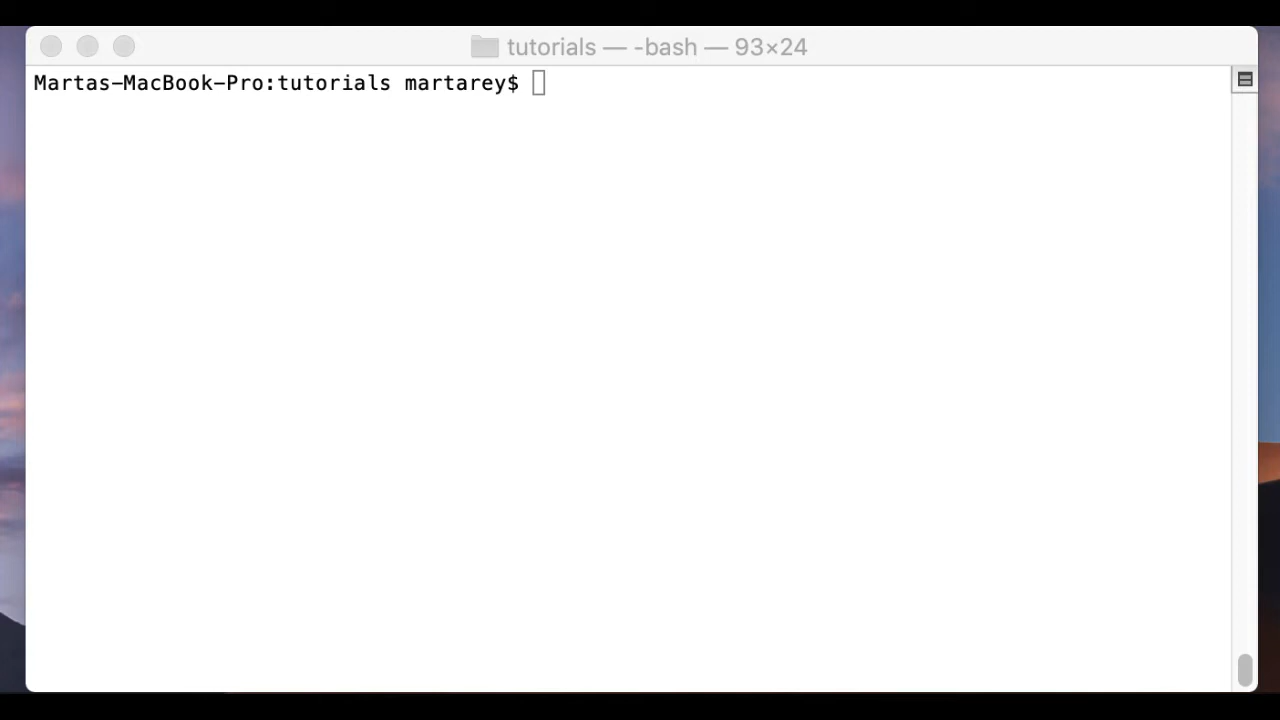 tutorials — -bash — 93×24
Martas-MacBook-Pro:tutorials martarey$